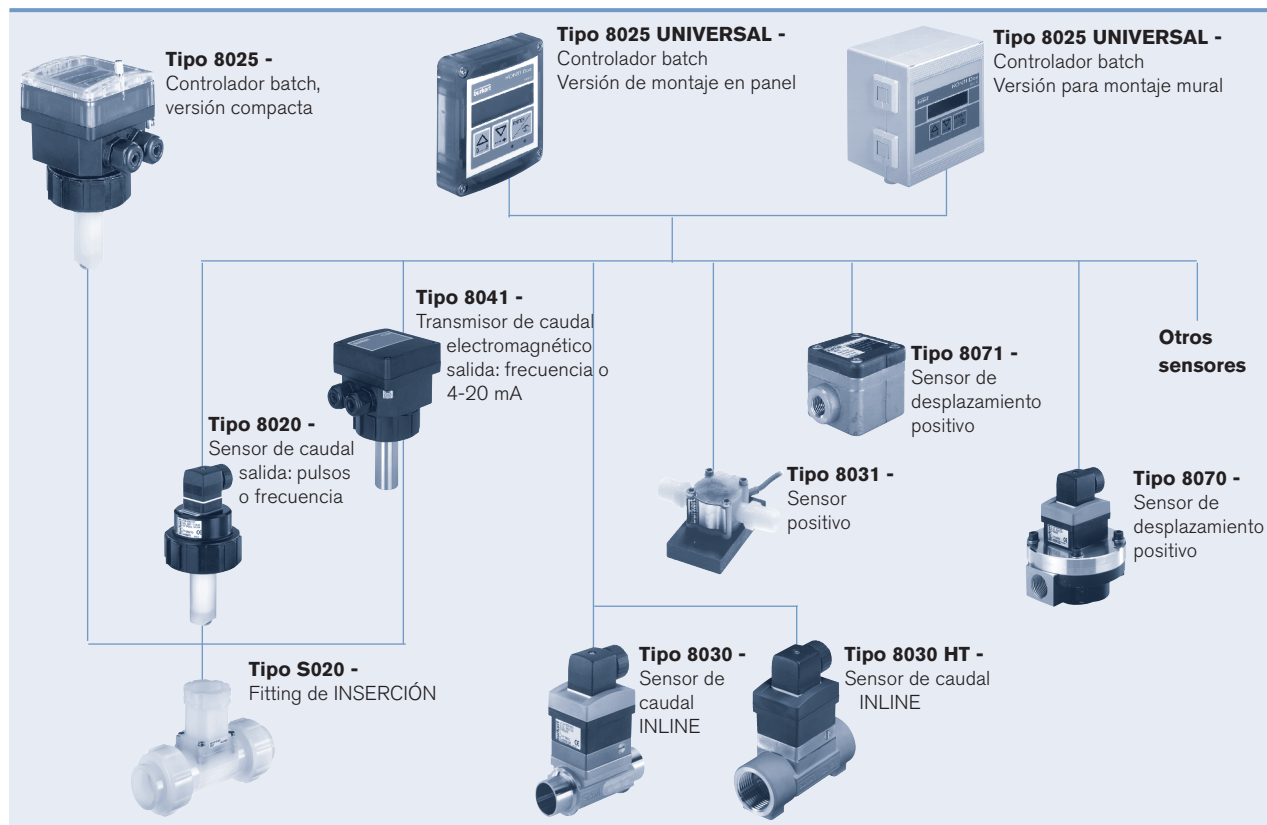 Tipo 8025 -
Controlador batch,
versión compacta
Tipo 8025 UNIVERSAL -
Controlador batch
Versión de montaje en panel
Tipo 8025 UNIVERSAL -
Controlador batch
Versión para montaje mural
Tipo 8041 -
Transmisor de caudal
electromagnético
salida: frecuencia o
4-20 mA
Tipo 8020 -
Sensor de caudal
salida: pulsos
o frecuencia
Tipo 8071 -
Sensor de
desplazamiento
positivo
Otros
sensores
Tipo 8031 -
Sensor
positivo
Tipo 8070 -
Sensor de
desplazamiento
positivo
Tipo S020 -
Fitting de INSERCIÓN
Tipo 8030 -
Sensor de
caudal
INLINE
Tipo 8030 HT -
Sensor de caudal
INLINE